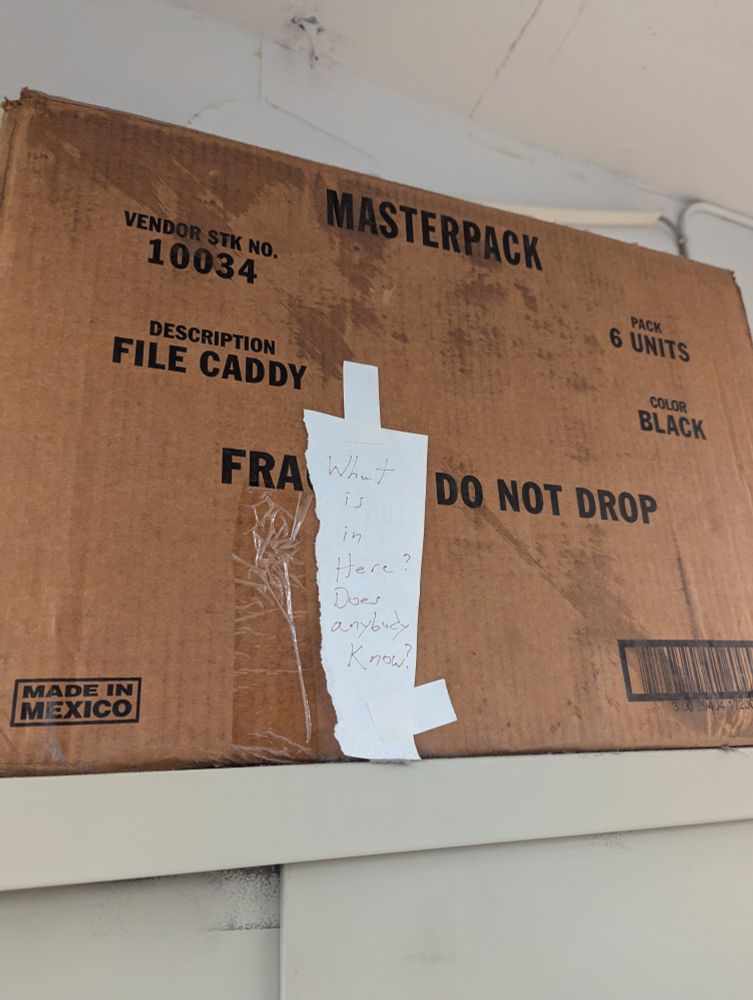 MASTERPACK
VENDOR STK NO.
10034
DESCRIPTION
FILE CADDY
PACK
6 UNITS
COLOR
BLACK
FRA
DO NOT DROP
What
is
in
Here?
Does
anybody
Know?
MADE IN
MEXICO